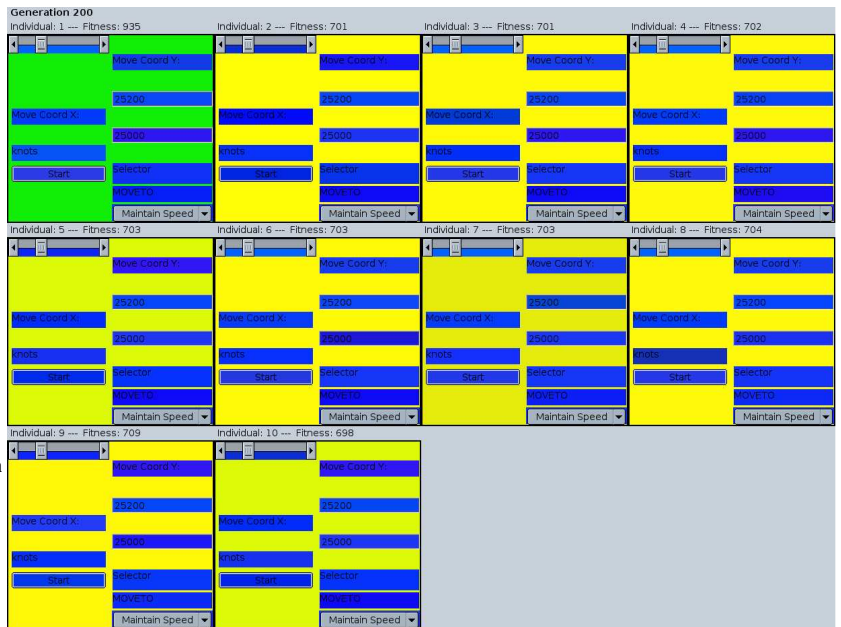 Generation 200
Individual: 1 --- Fitness: 935
Move Coord Y:
25200
Move Coord X:
25000
knots
Start
Selector
MOVETO
Maintain Speed
Individual: 2 --- Fitness: 701
Move Coord Y:
25200
Move Coord X:
25000
knots
Start
Selector
MOVETO
Maintain Speed
Individual: 3 --- Fitness: 701
Move Coord Y:
25200
Move Coord X:
25000
knots
Start
Selector
MOVETO
Maintain Speed
Individual: 4 --- Fitness: 702
Move Coord Y:
25200
Move Coord X:
25000
knots
Start
Selector
MOVETO
Maintain Speed
Individual: 5 --- Fitness: 703
Move Coord Y:
25200
Move Coord X:
25000
knots
Start
Selector
MOVETO
Maintain Speed
Individual: 6 --- Fitness: 703
Move Coord Y:
25200
Move Coord X:
25000
knots
Start
Selector
MOVETO
Maintain Speed
Individual: 7 --- Fitness: 703
Move Coord Y:
25200
Move Coord X:
25000
knots
Start
Selector
MOVETO
Maintain Speed
Individual: 8 --- Fitness: 704
Move Coord Y:
25200
Move Coord X:
25000
knots
Start
Selector
MOVETO
Maintain Speed
Individual: 9 --- Fitness: 709
Move Coord Y:
25200
Move Coord X:
25000
knots
Start
Selector
MOVETO
Maintain Speed
Individual: 10 --- Fitness: 698
Move Coord Y:
25200
Move Coord X:
25000
knots
Start
Selector
MOVETO
Maintain Speed